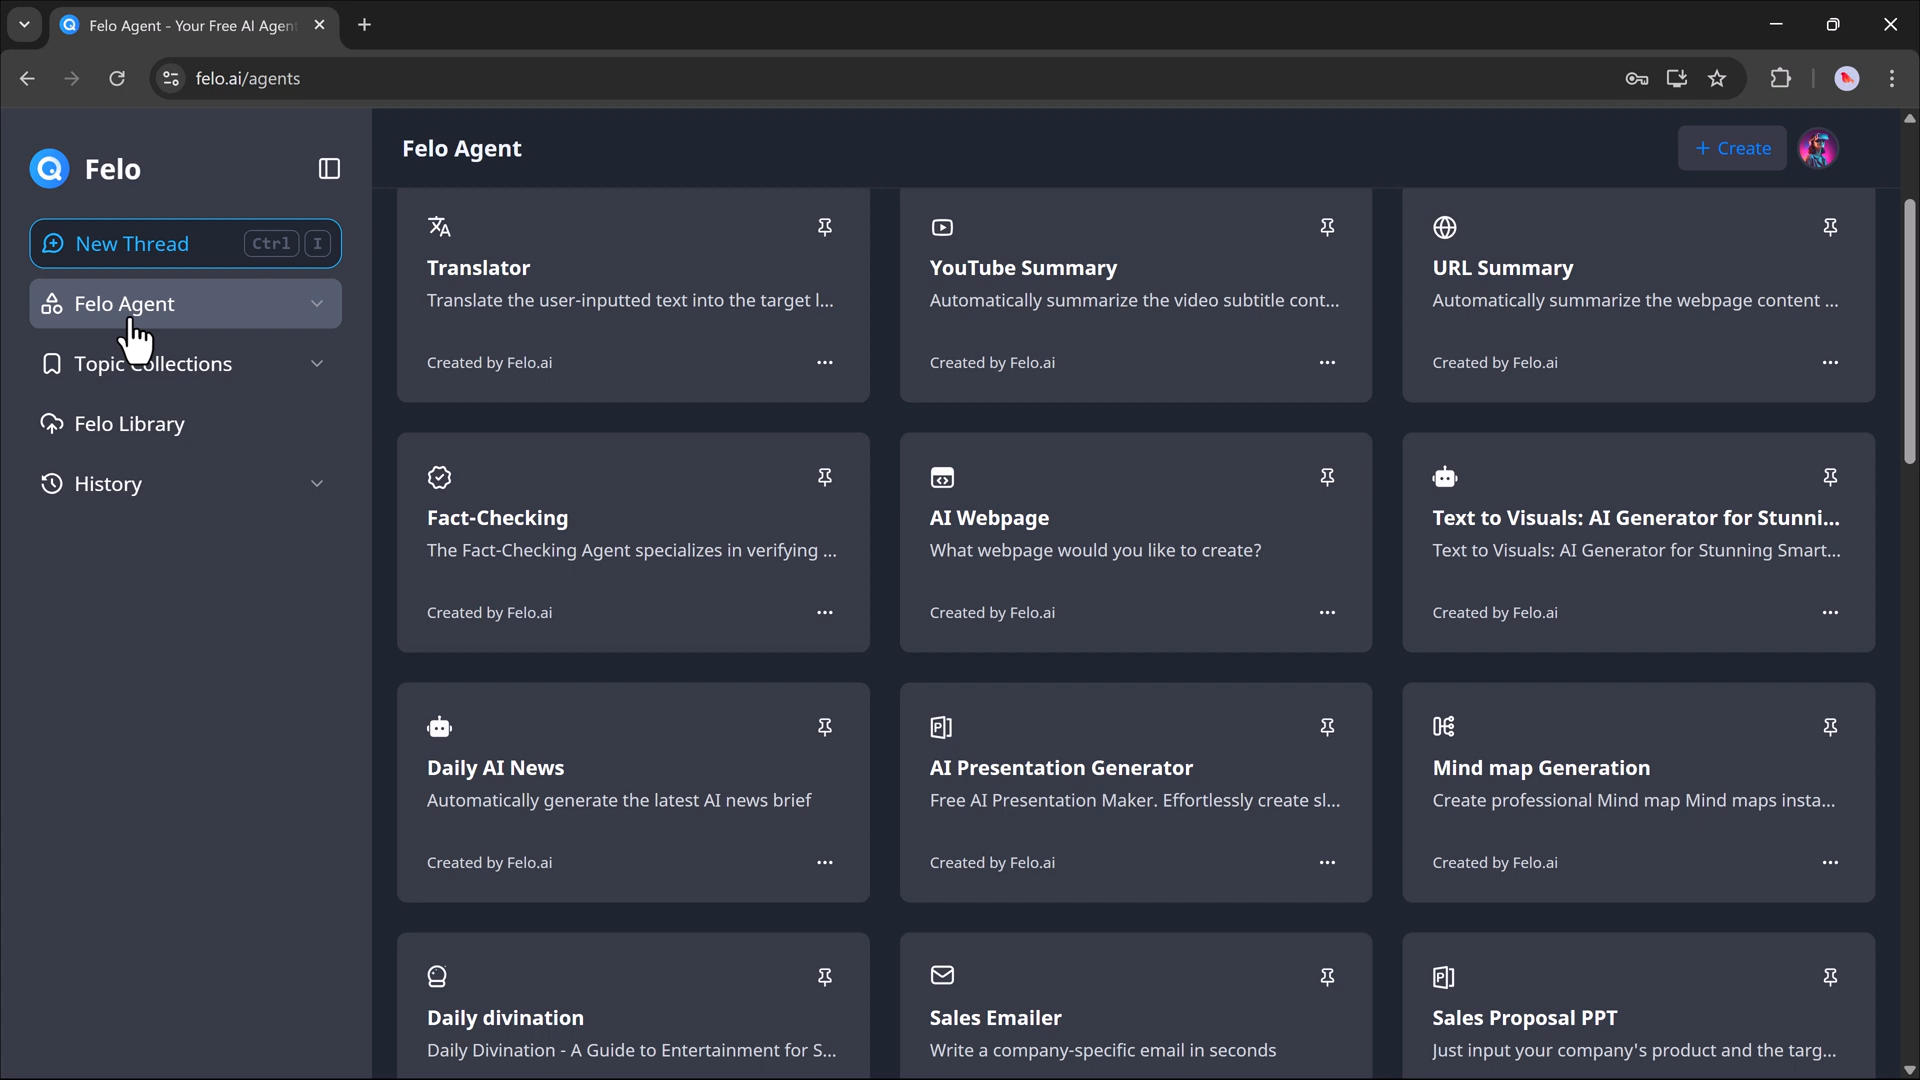 Felo Agent - Your Free AI Agen
felo.ai/agents
Felo
New Thread Ctrl I
Felo Agent
Topic Collections
Felo Library
History
Felo Agent
+ Create
Translator
Translate the user-inputted text into the target l...
Created by Felo.ai
YouTube Summary
Automatically summarize the video subtitle cont...
Created by Felo.ai
URL Summary
Automatically summarize the webpage content ...
Created by Felo.ai
Fact-Checking
The Fact-Checking Agent specializes in verifying ...
Created by Felo.ai
AI Webpage
What webpage would you like to create?
Created by Felo.ai
Text to Visuals: AI Generator for Stunni...
Text to Visuals: AI Generator for Stunning Smart...
Created by Felo.ai
Daily AI News
Automatically generate the latest AI news brief
Created by Felo.ai
AI Presentation Generator
Free AI Presentation Maker. Effortlessly create sl...
Created by Felo.ai
Mind map Generation
Create professional Mind map Mind maps insta...
Created by Felo.ai
Daily divination
Daily Divination - A Guide to Entertainment for S...
Sales Emailer
Write a company-specific email in seconds
Sales Proposal PPT
Just input your company's product and the targ...